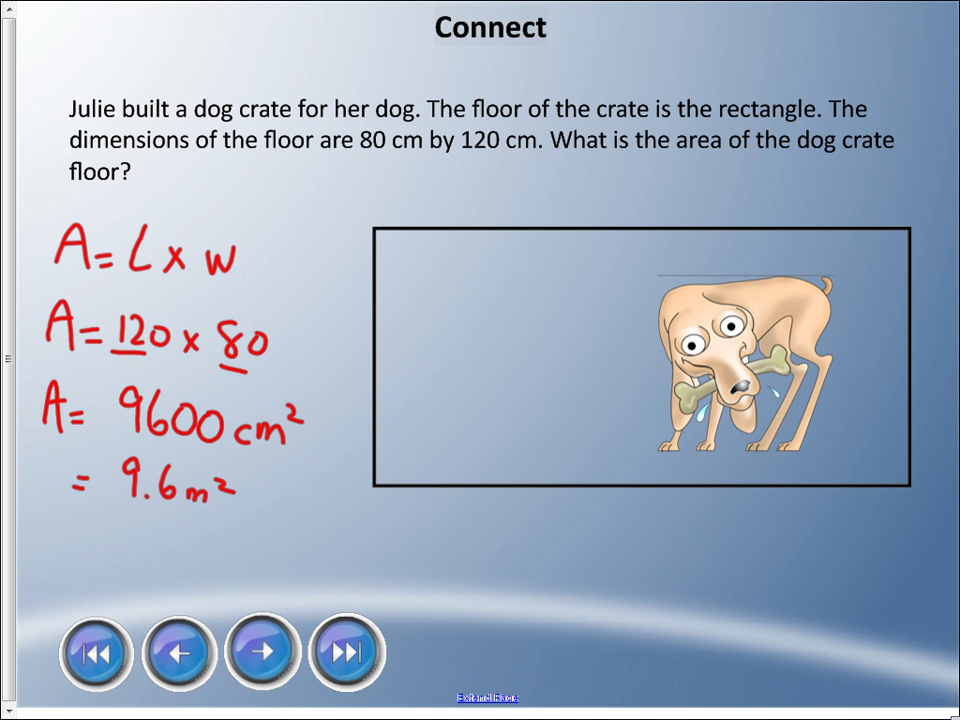 Connect
Julie built a dog crate for her dog. The floor of the crate is the rectangle. The
dimensions of the floor are 80 cm by 120 cm. What is the area of the dog crate
floor?
A = L x w
A = 120 x 80
A = 9600 cm²
= 9.6 m²
Extend Page